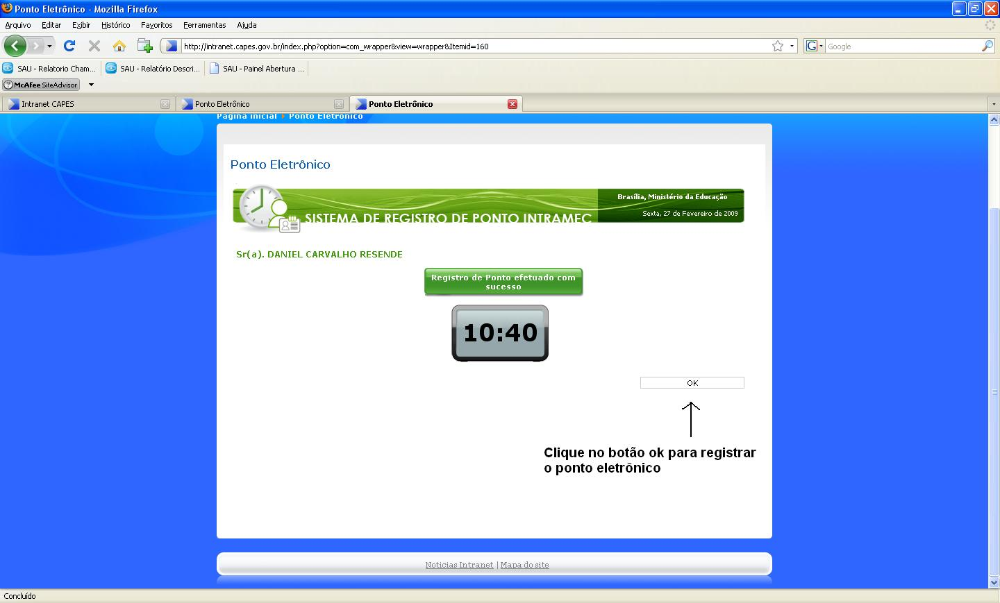 Ponto Eletrônico - Mozilla Firefox
Arquivo Editar Exibir Histórico Favoritos Ferramentas Ajuda
http://intranet.capes.gov.br/index.php?option=com_wrapper&view=wrapper&Itemid=160
G Google
SAU - Relatorio Cham... SAU - Relatório Descri... SAU - Painel Abertura ...
McAfee SiteAdvisor
Intranet CAPES Ponto Eletrônico Ponto Eletrônico
Página inicial Ponto Eletrônico
Ponto Eletrônico
Brasília, Ministério da Educação
Sexta, 27 de Fevereiro de 2009
SISTEMA DE REGISTRO DE PONTO INTRAMEC
Sr(a). DANIEL CARVALHO RESENDE
Registro de Ponto efetuado com
sucesso
10:40
OK
Clique no botão ok para registrar
o ponto eletrônico
Noticias Intranet | Mapa do site
Concluído